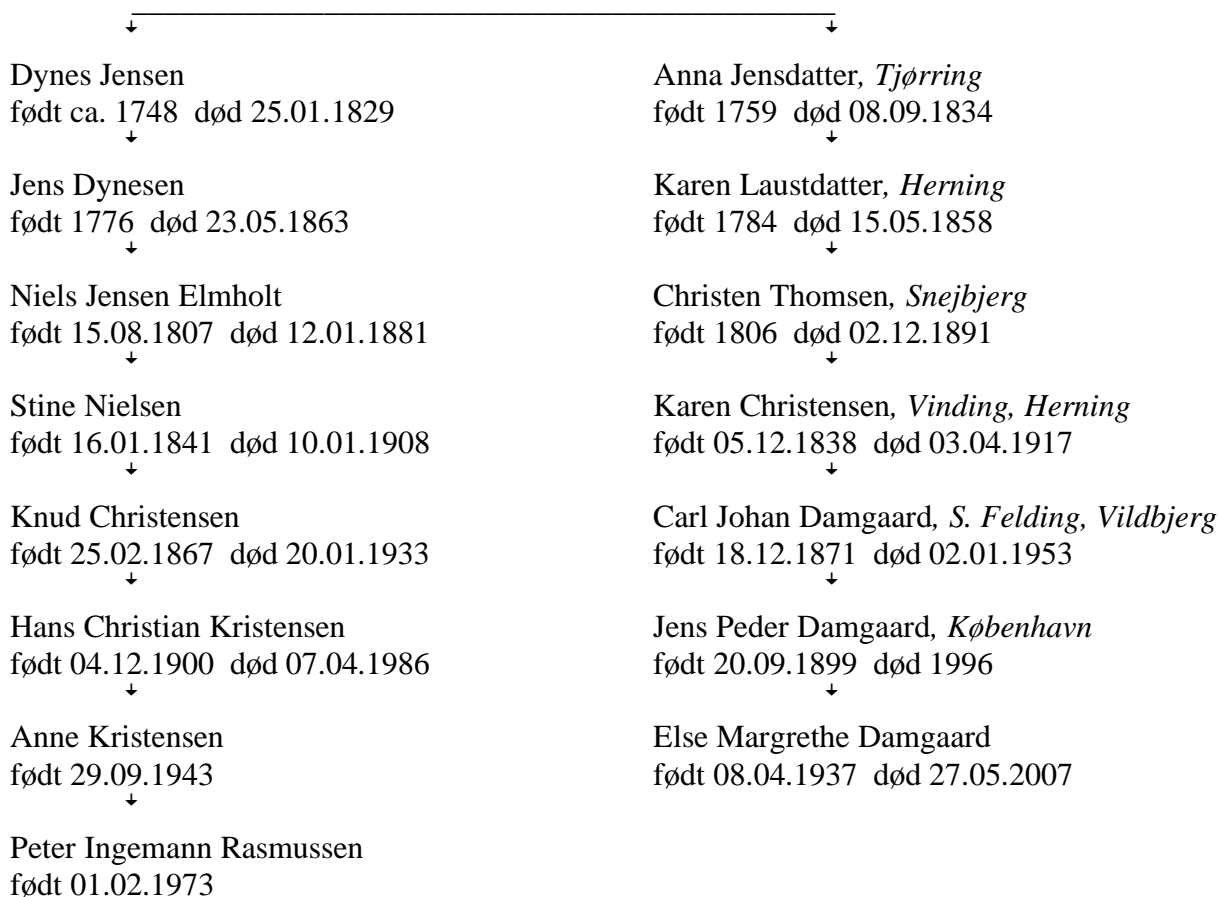 Dynes Jensen
født ca. 1748 død 25.01.1829
Jens Dynesen
født 1776 død 23.05.1863
Niels Jensen Elmholt
født 15.08.1807 død 12.01.1881
Stine Nielsen
født 16.01.1841 død 10.01.1908
Knud Christensen
født 25.02.1867 død 20.01.1933
Hans Christian Kristensen
født 04.12.1900 død 07.04.1986
Anne Kristensen
født 29.09.1943
Peter Ingemann Rasmussen
født 01.02.1973
Anna Jensdatter, Tjørring
født 1759 død 08.09.1834
Karen Laustdatter, Herning
født 1784 død 15.05.1858
Christen Thomsen, Snejbjerg
født 1806 død 02.12.1891
Karen Christensen, Vinding, Herning
født 05.12.1838 død 03.04.1917
Carl Johan Damgaard, S. Felding, Vildbjerg
født 18.12.1871 død 02.01.1953
Jens Peder Damgaard, København
født 20.09.1899 død 1996
Else Margrethe Damgaard
født 08.04.1937 død 27.05.2007